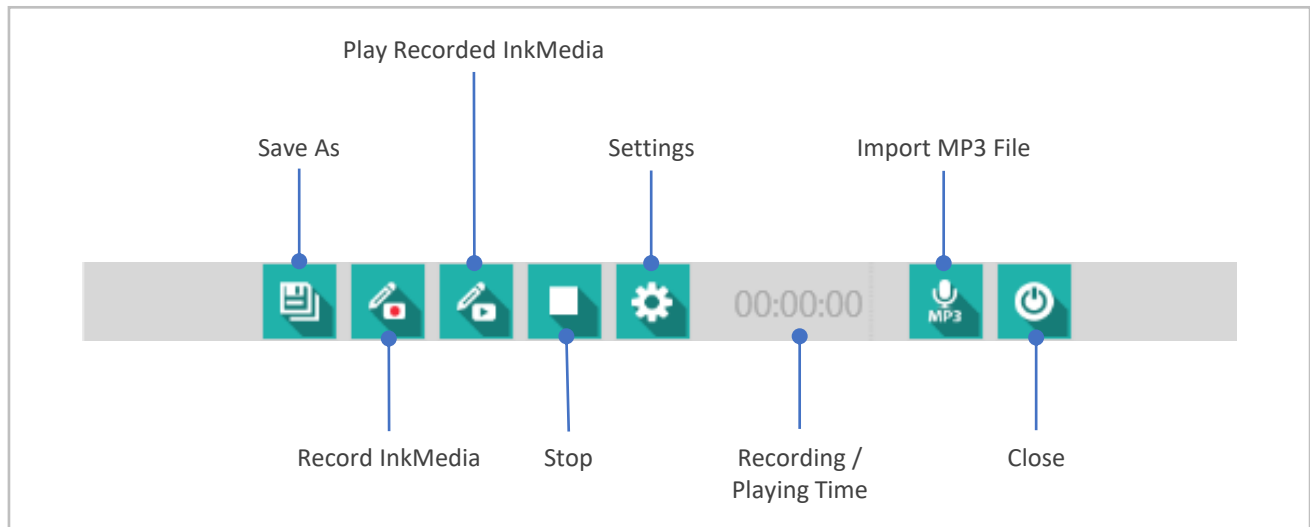 Play Recorded InkMedia
Save As
Settings
Import MP3 File
00:00:00
MP3
Record InkMedia
Stop
Recording /
Playing Time
Close